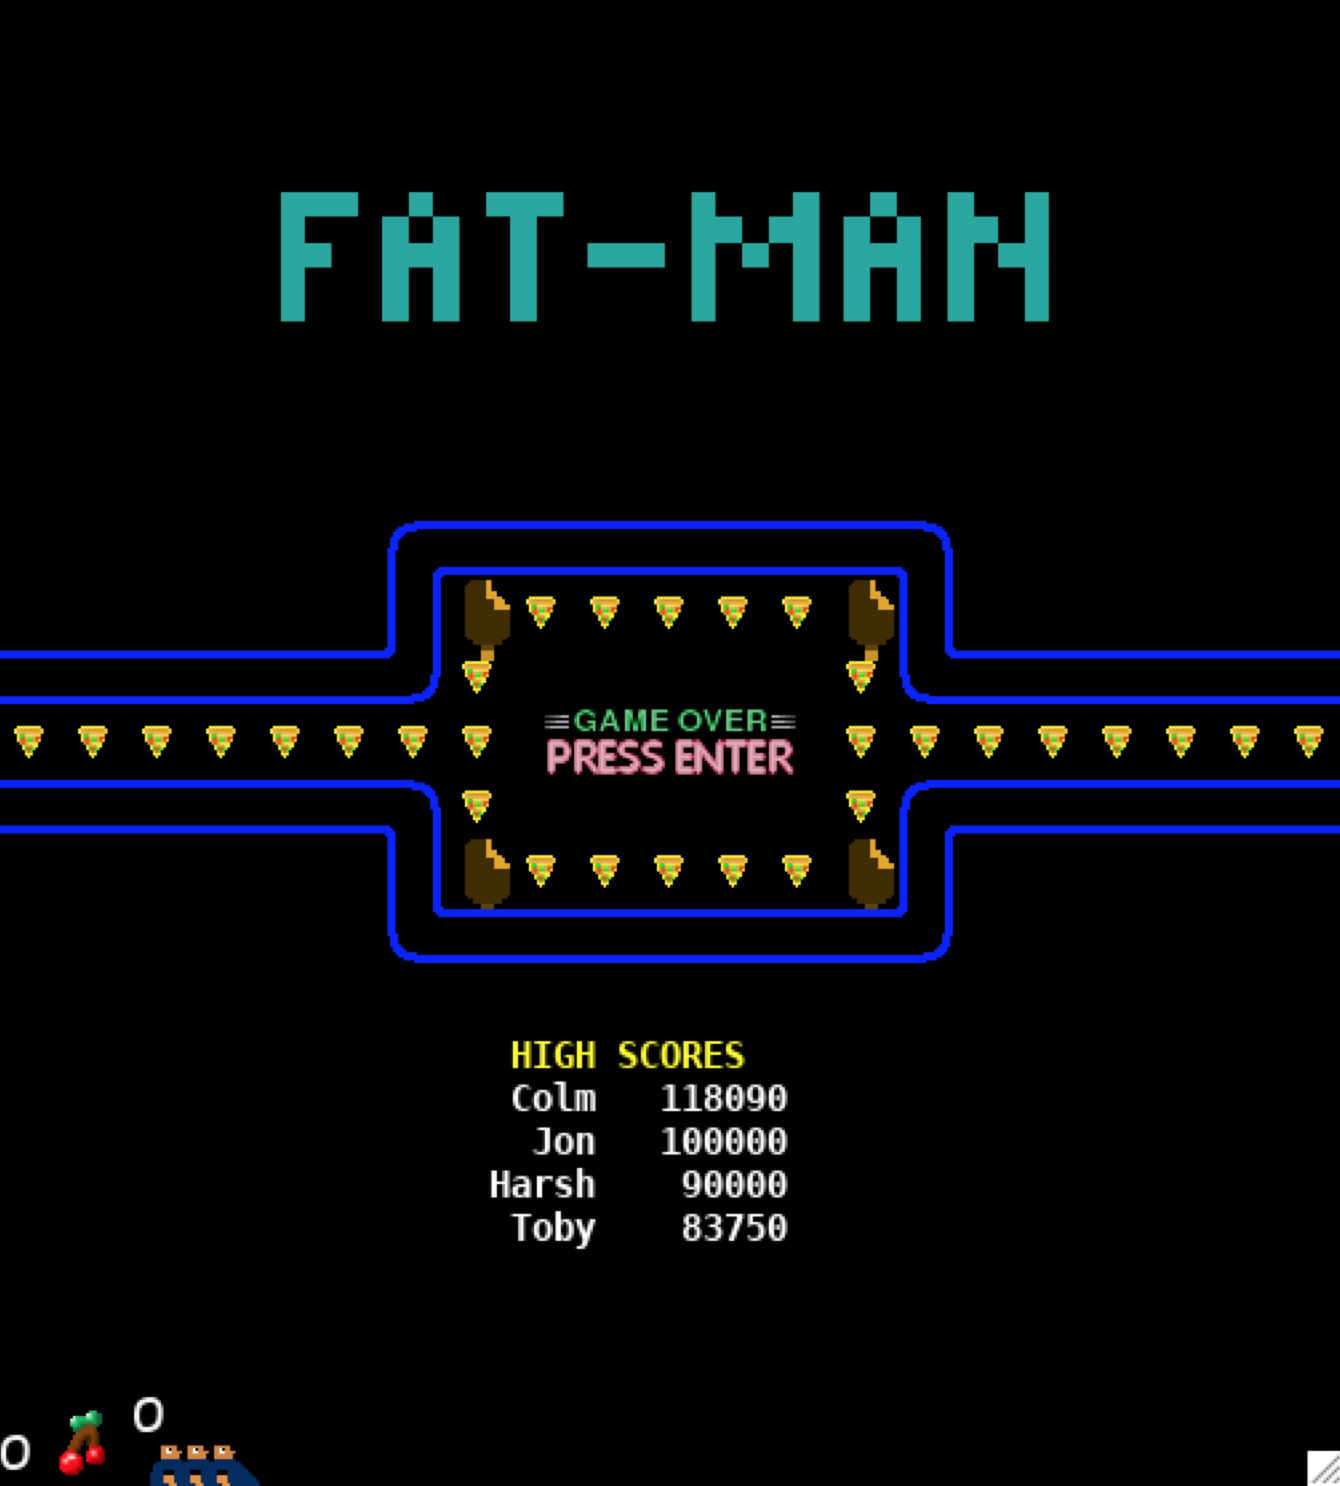 FAT-MAN
GAME OVER
PRESS ENTER
HIGH SCORES
Colm 118090
Jon 100000
Harsh 90000
Toby 83750
0
0